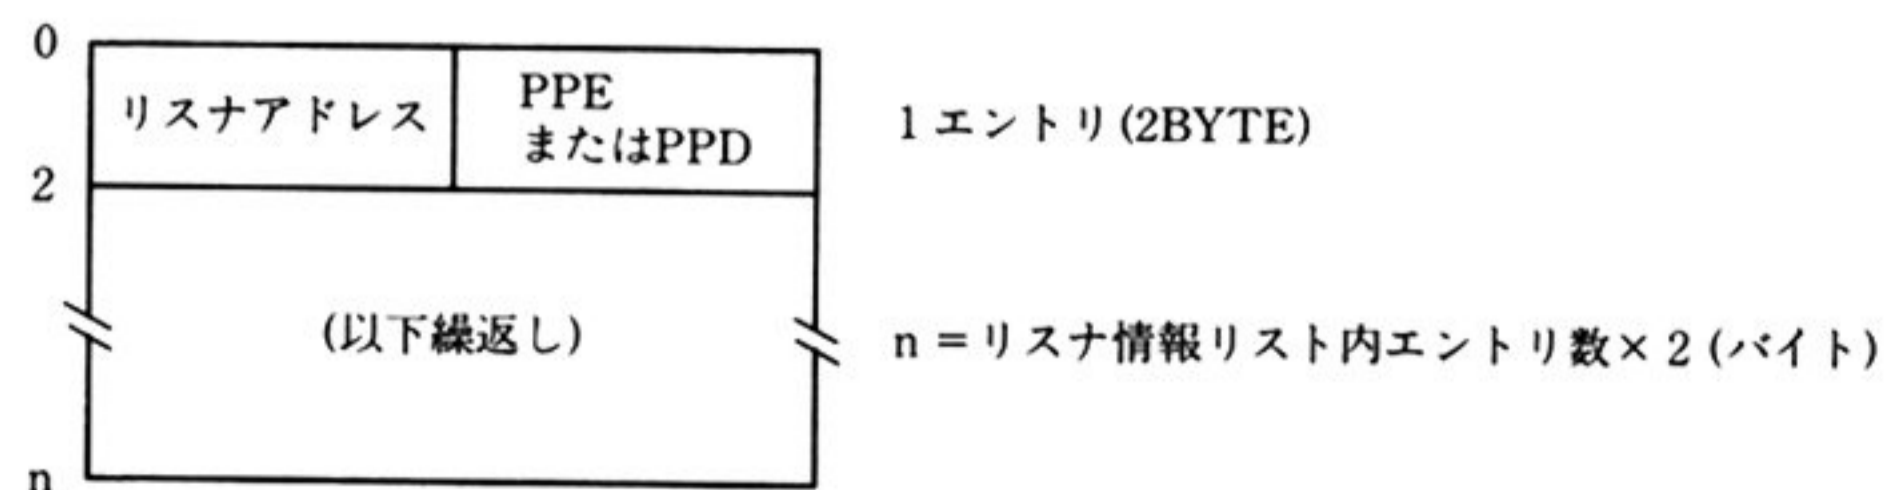 0
リスナアドレス
PPE
またはPPD
1エントリ(2BYTE)
2
(以下繰返し)
n=リスナ情報リスト内エントリ数×2(バイト)
n